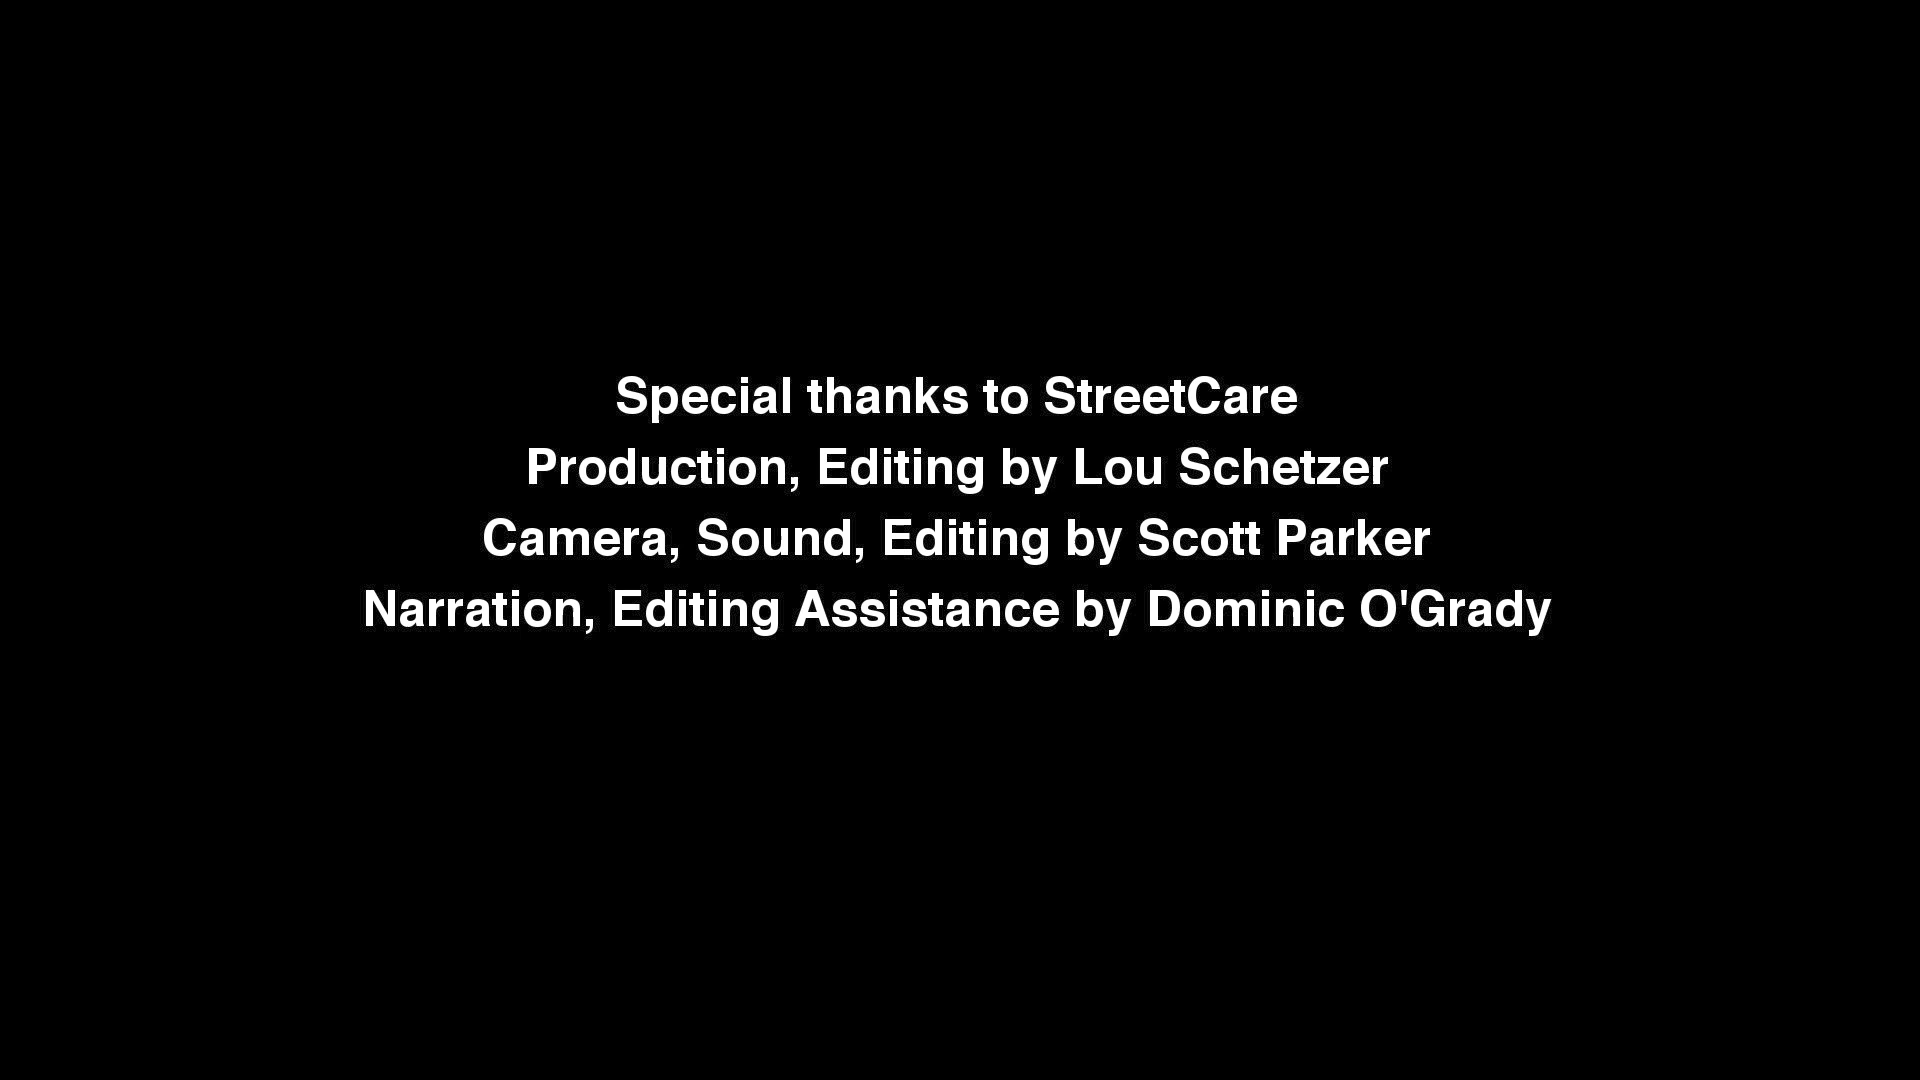 Special thanks to StreetCare
Production, Editing by Lou Schetzer
Camera, Sound, Editing by Scott Parker
Narration, Editing Assistance by Dominic O'Grady